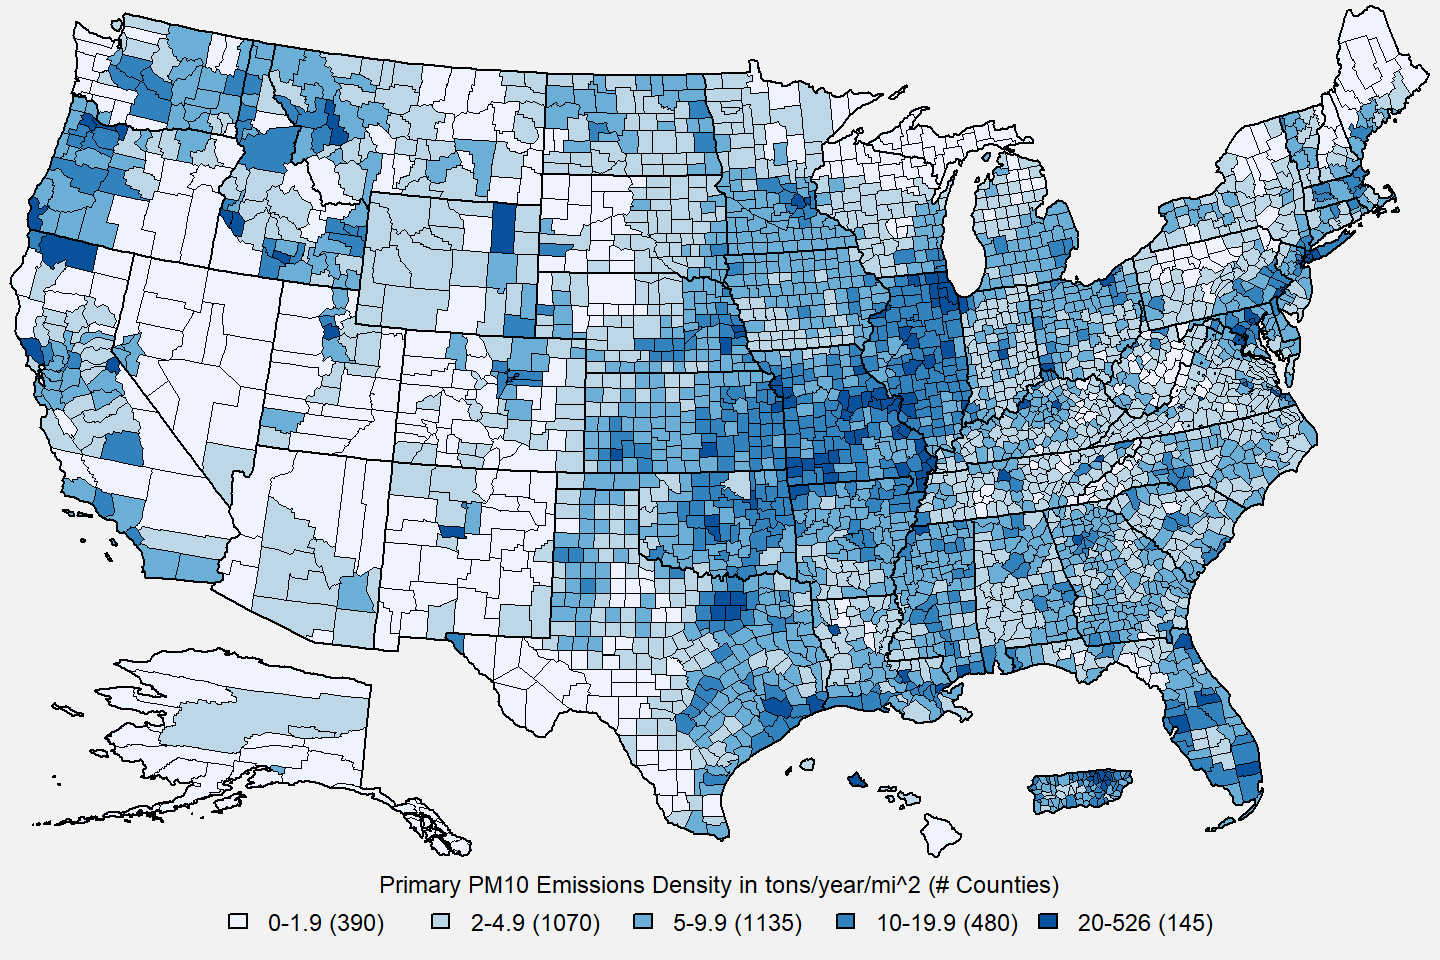 Primary PM10 Emissions Density in tons/year/mi^2 (# Counties)
0-1.9 (390) 2-4.9 (1070) 5-9.9 (1135) 10-19.9 (480) 20-526 (145)